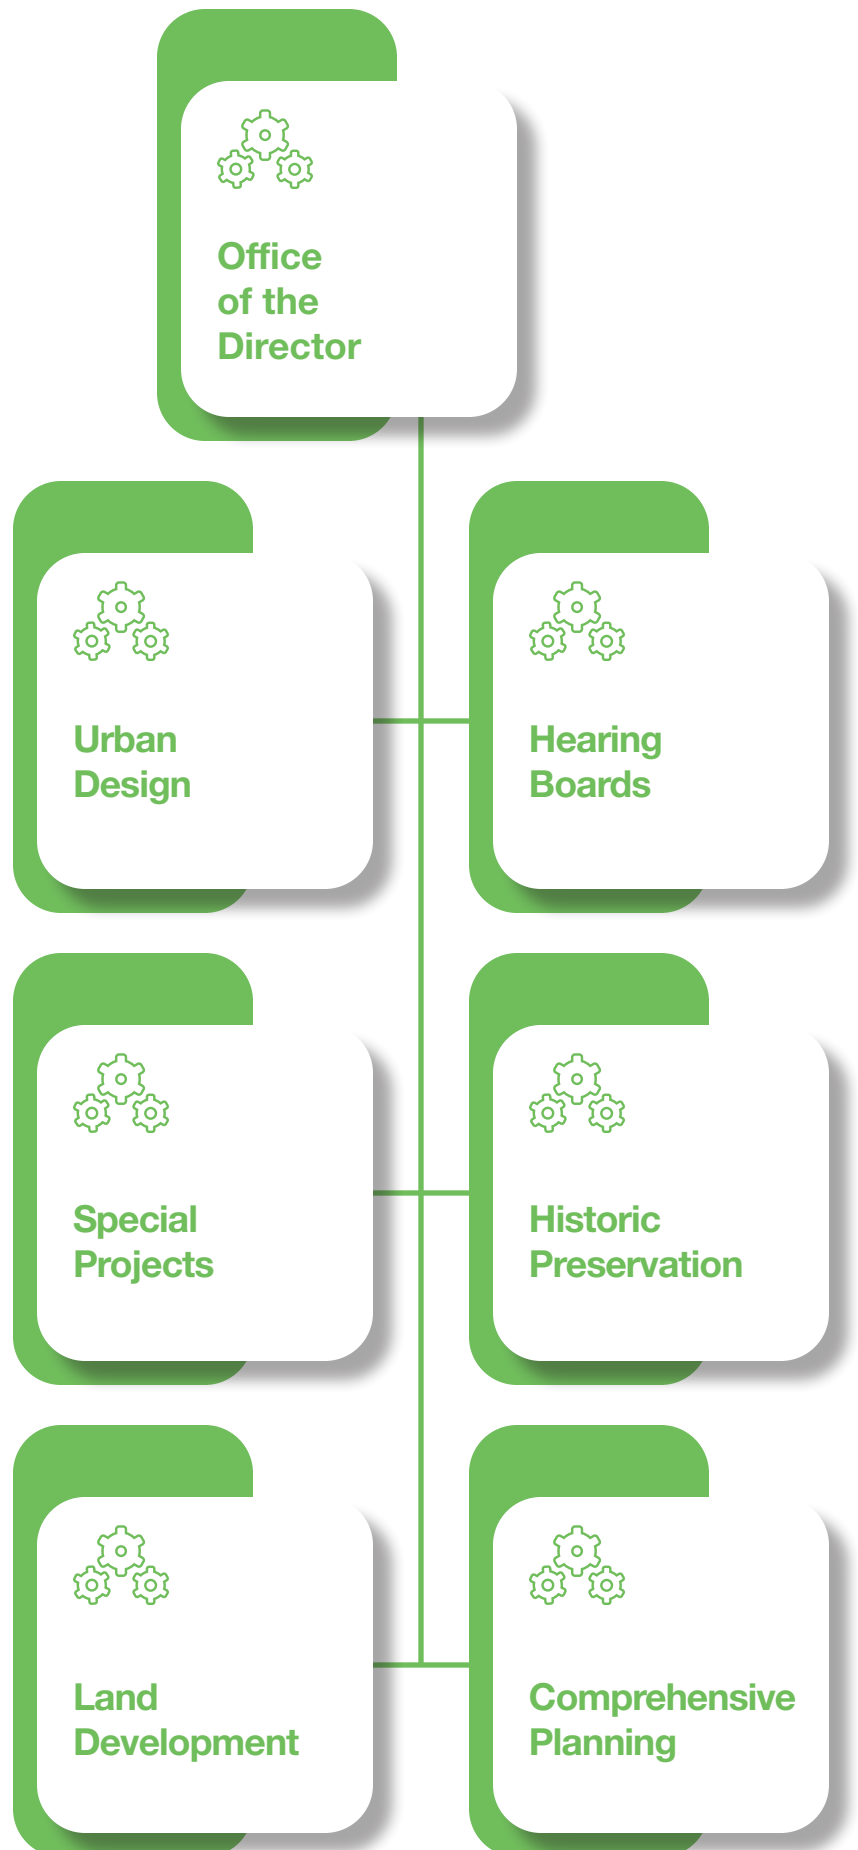 Office
of the
Director
Urban
Design
Hearing
Boards
Special
Projects
Historic
Preservation
Land
Development
Comprehensive
Planning